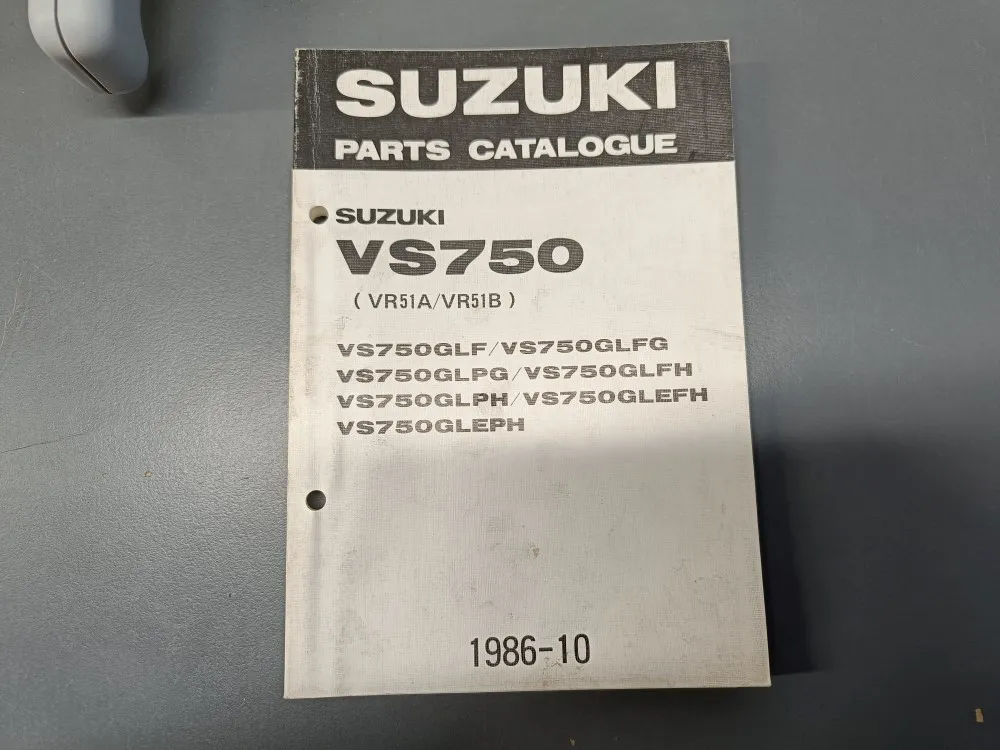 SUZUKI
PARTS CATALOGUE
SUZUKI
VS750
( VR51A/VR51B )
VS750GLF/VS750GLFG
VS750GLPG/VS750GLFH
VS750GLPH/VS750GLEFH
VS750GLEPH
1986-10